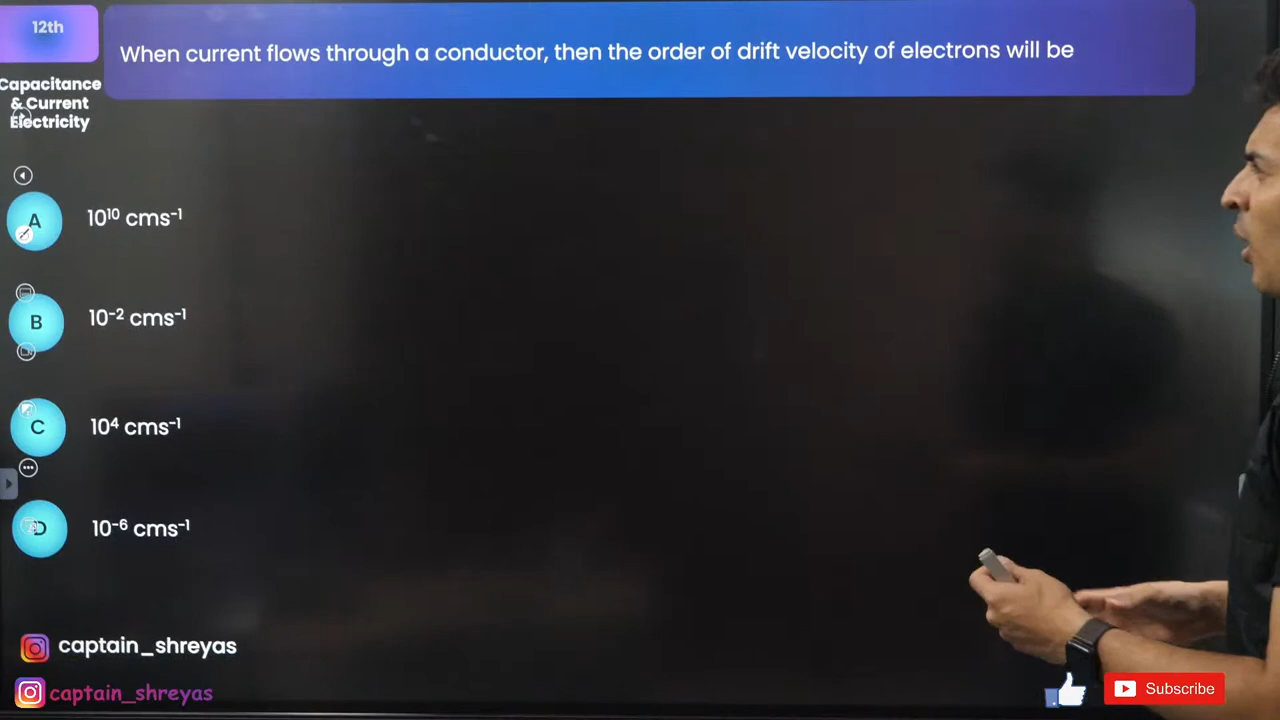 12th
When current flows through a conductor, then the order of drift velocity of electrons will be
Capacitance
& Current
Electricity
A
10¹⁰ cms⁻¹
B
10⁻² cms⁻¹
C
10⁴ cms⁻¹
D
10⁻⁶ cms⁻¹
captain_shreyas
captain_shreyas
Subscribe